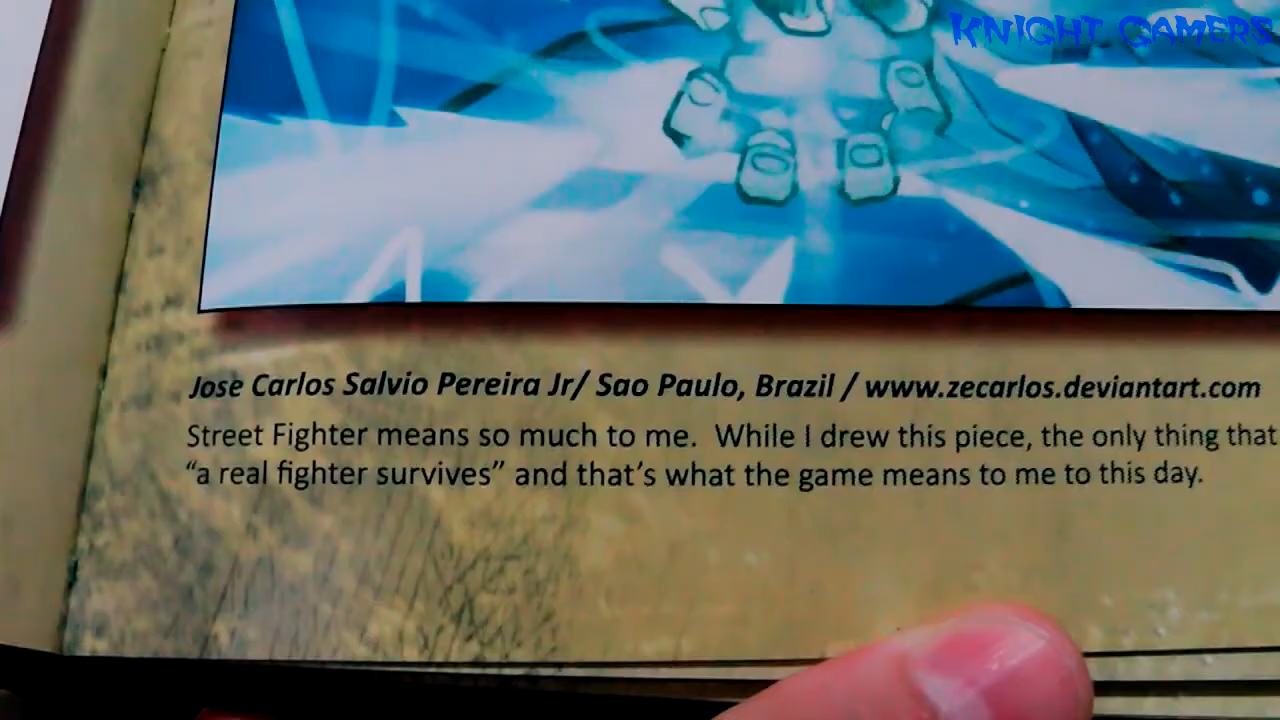 KNIGHT GAMERS
Jose Carlos Salvio Pereira Jr/ Sao Paulo, Brazil / www.zecarlos.deviantart.com
Street Fighter means so much to me. While I drew this piece, the only thing that
“a real fighter survives” and that’s what the game means to me to this day.